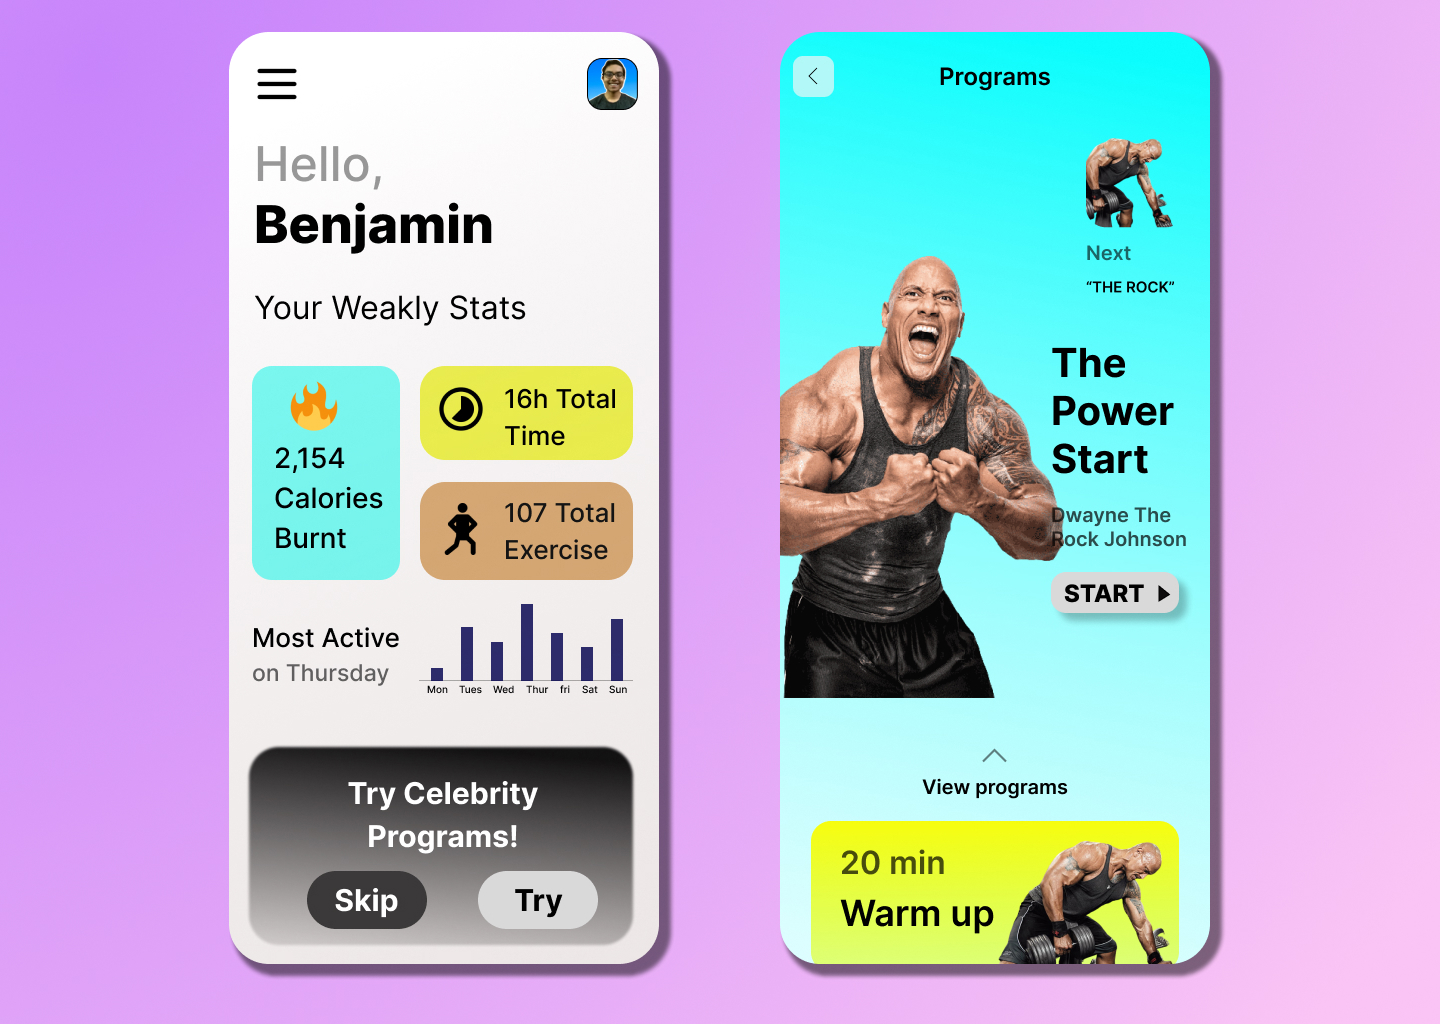 Hello,
Benjamin
Your Weakly Stats
2,154
Calories
Burnt
16h Total
Time
107 Total
Exercise
Most Active
on Thursday
Mon Tues Wed Thur fri Sat Sun
Try Celebrity
Programs!
Skip
Try
Programs
Next
“THE ROCK”
The
Power
Start
Dwayne The
Rock Johnson
START
View programs
20 min
Warm up